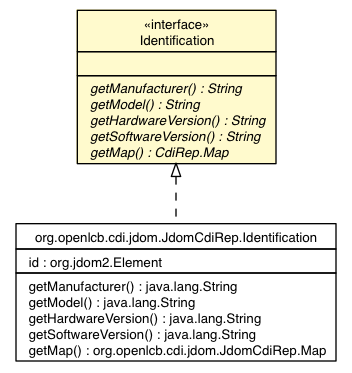 «interface»
Identification
getManufacturer() : String
getModel() : String
getHardwareVersion() : String
getSoftwareVersion() : String
getMap() : CdiRep.Map
org.openlcb.cdi.jdom.JdomCdiRep.Identification
id : org.jdom2.Element
getManufacturer() : java.lang.String
getModel() : java.lang.String
getHardwareVersion() : java.lang.String
getSoftwareVersion() : java.lang.String
getMap() : org.openlcb.cdi.jdom.JdomCdiRep.Map